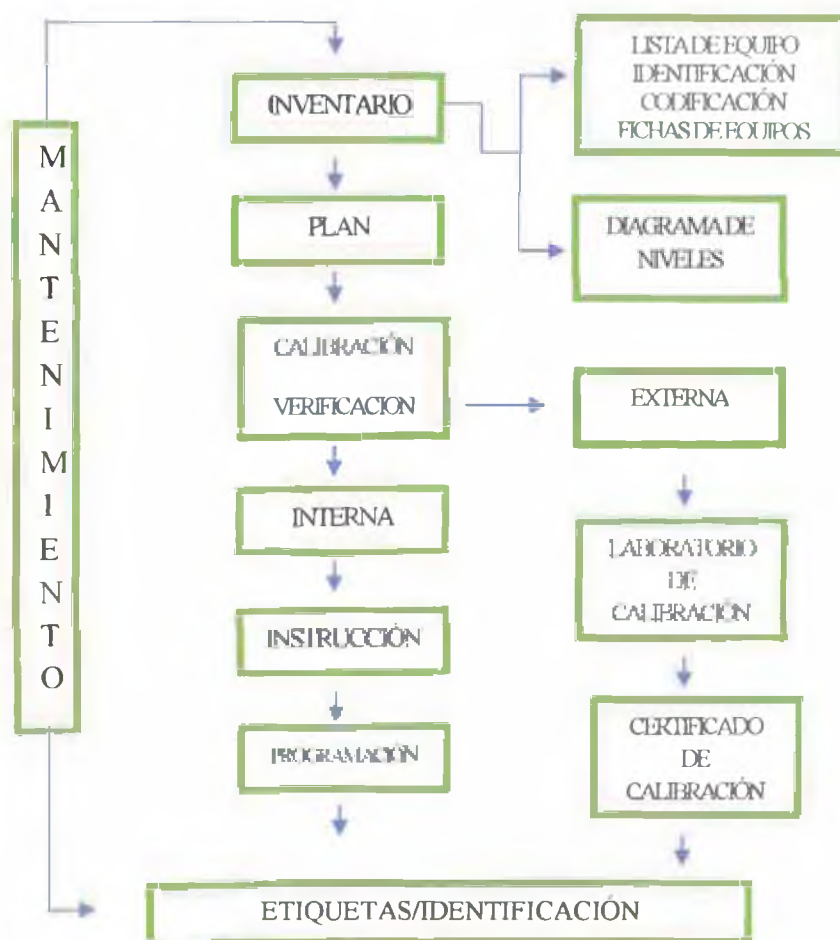 MANTENIMIENTO
INVENTARIO
LISTA DE EQUIPO
IDENTIFICACIÓN
CODIFICACIÓN
FICHAS DE EQUIPOS
PLAN
DIAGRAMA DE
NIVELES
CALIBRACIÓN
VERIFICACION
EXTERNA
INTERNA
LABORATORIO
DE
CALIBRACIÓN
INSTRUCCIÓN
CERTIFICADO
DE
CALIBRACIÓN
PROGRAMACIÓN
ETIQUETAS/IDENTIFICACIÓN